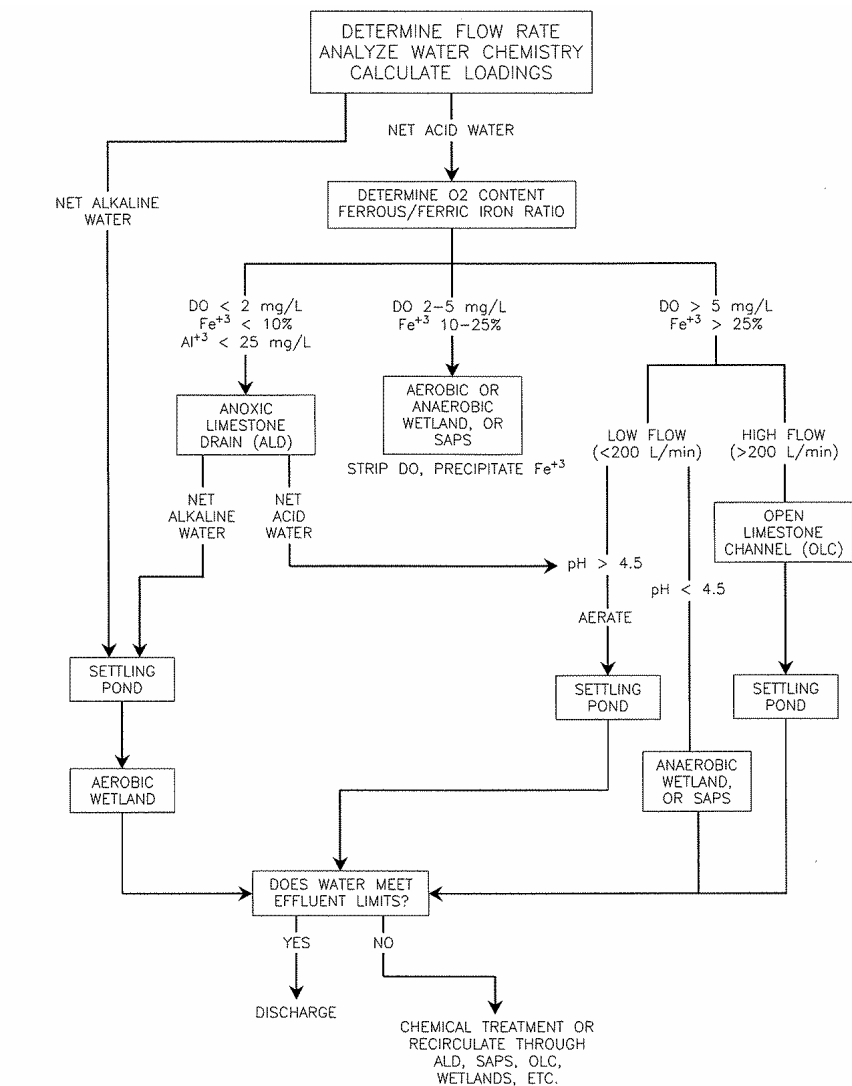 DETERMINE FLOW RATE
ANALYZE WATER CHEMISTRY
CALCULATE LOADINGS
NET ACID WATER
NET ALKALINE
WATER
DETERMINE O2 CONTENT
FERROUS/FERRIC IRON RATIO
DO < 2 mg/L
Fe+3 < 10%
Al+3 < 25 mg/L
DO 2-5 mg/L
Fe+3 10-25%
DO > 5 mg/L
Fe+3 > 25%
ANOXIC
LIMESTONE
DRAIN (ALD)
AEROBIC OR
ANAEROBIC
WETLAND, OR
SAPS
STRIP DO, PRECIPITATE Fe+3
LOW FLOW
(<200 L/min)
HIGH FLOW
(>200 L/min)
NET
ALKALINE
WATER
NET
ACID
WATER
OPEN
LIMESTONE
CHANNEL (OLC)
pH > 4.5
pH < 4.5
AERATE
SETTLING
POND
SETTLING
POND
SETTLING
POND
AEROBIC
WETLAND
ANAEROBIC
WETLAND,
OR SAPS
DOES WATER MEET
EFFLUENT LIMITS?
YES
NO
DISCHARGE
CHEMICAL TREATMENT OR
RECIRCULATE THROUGH
ALD, SAPS, OLC,
WETLANDS, ETC.